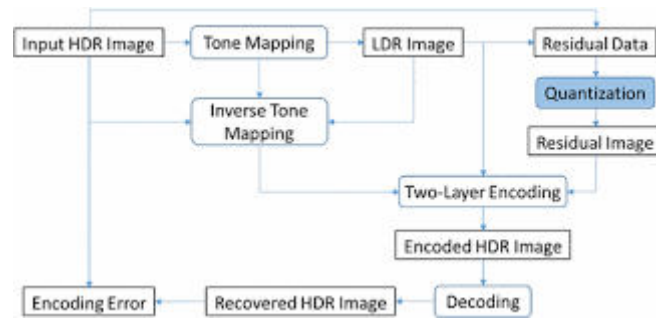 Input HDR Image
Tone Mapping
LDR Image
Residual Data
Inverse Tone
Mapping
Quantization
Residual Image
Two-Layer Encoding
Encoded HDR Image
Encoding Error
Recovered HDR Image
Decoding